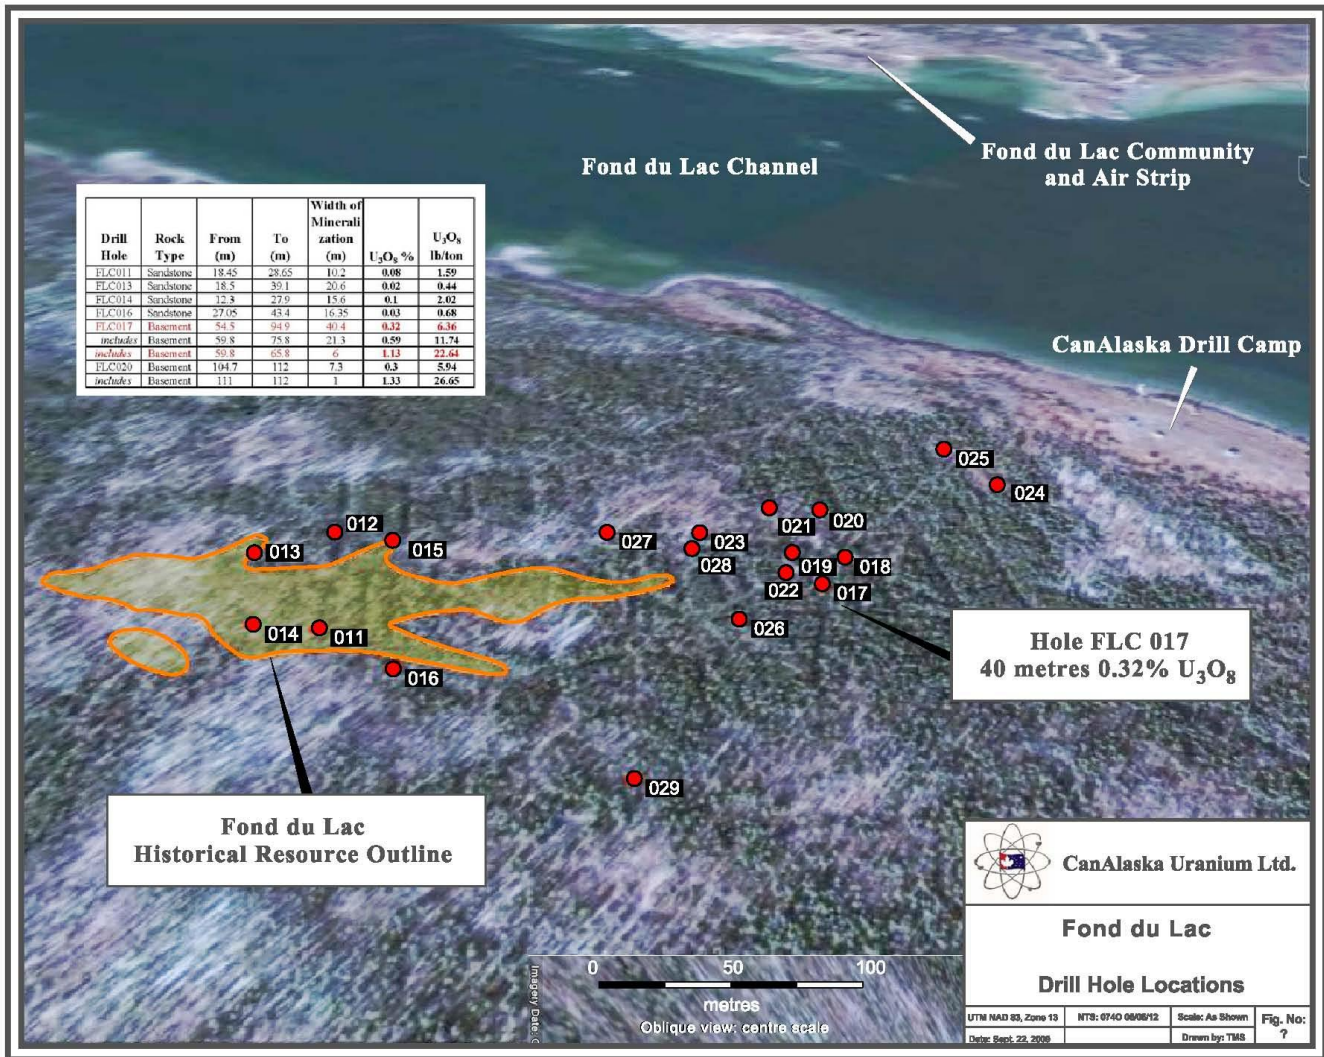 Fond du Lac Community
and Air Strip
Fond du Lac Channel
CanAlaska Drill Camp
Drill Hole Rock Type From (m) To (m) Width of Minerali zation (m) U₃O₈ % U₃O₈ lb/ton
FLC011 Sandstone 18.45 28.65 10.2 0.08 1.59
FLC013 Sandstone 18.5 39.1 20.6 0.02 0.44
FLC014 Sandstone 12.3 27.9 15.6 0.1 2.02
FLC016 Sandstone 27.05 43.4 16.35 0.03 0.68
FLC017 Basement 54.5 94.9 40.4 0.32 6.36
includes Basement 59.8 75.8 21.3 0.59 11.74
includes Basement 59.8 65.8 6 1.13 22.64
FLC020 Basement 104.7 112 7.3 0.3 5.94
includes Basement 111 112 1 1.33 26.65
025
024
021
020
012
013
015
027
023
028
019
018
022
017
026
014
011
016
029
Hole FLC 017
40 metres 0.32% U₃O₈
Fond du Lac
Historical Resource Outline
CanAlaska Uranium Ltd.
Fond du Lac
Drill Hole Locations
0 50 100
metres
Oblique view: centre scale
Imagery Date:
UTM NAD 83, Zone 13
Scale: As Shown
Fig. No:
?
Date: Sept. 22, 2009
Drawn by: TMS